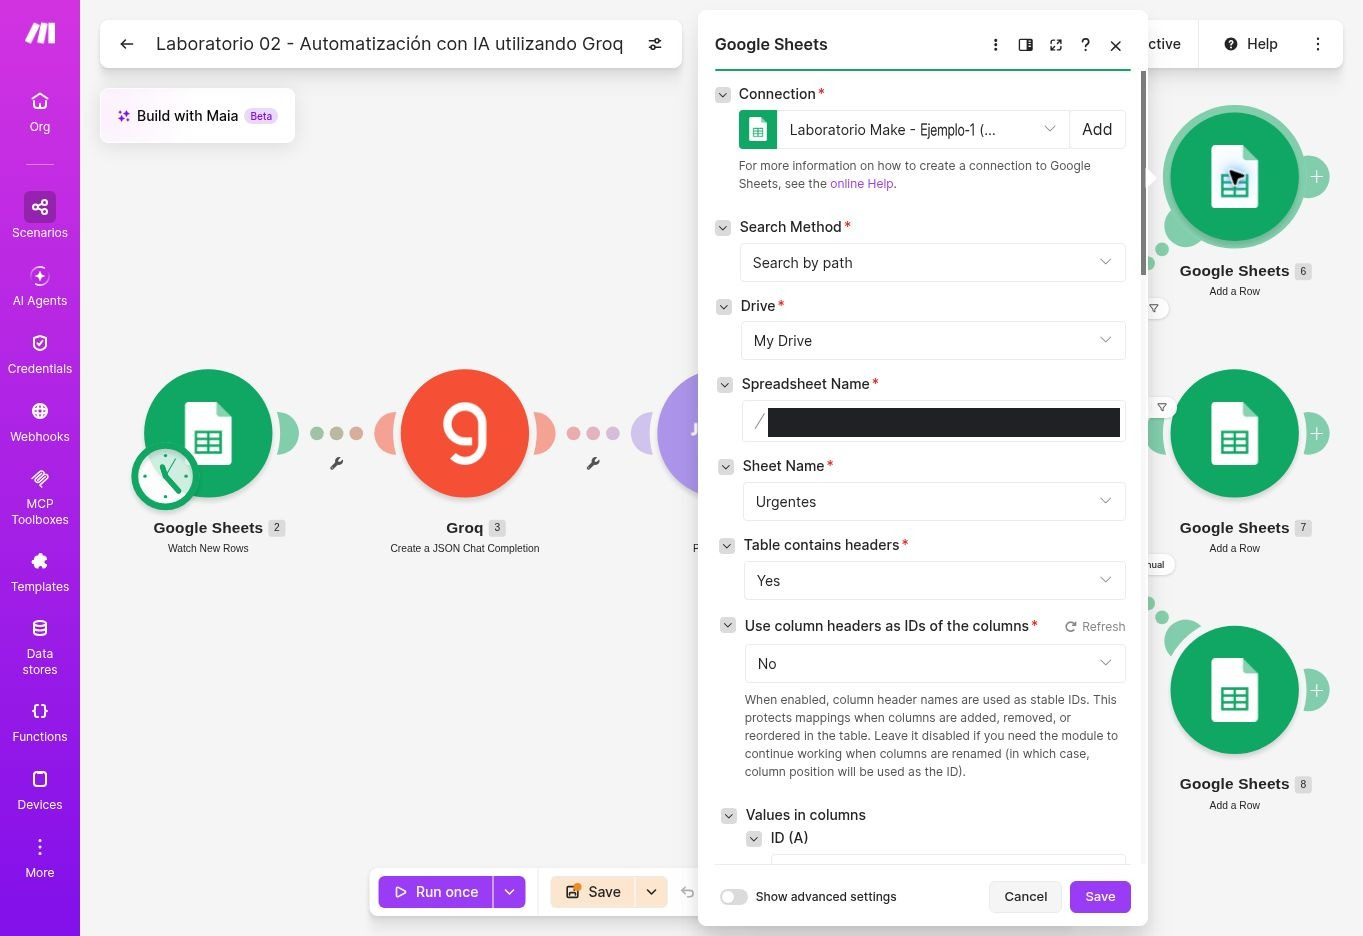 Laboratorio 02 - Automatización con IA utilizando Groq
Build with Maia Beta
Org
Scenarios
AI Agents
Credentials
Webhooks
MCP
Toolboxes
Templates
Data
stores
Functions
Devices
More
Google Sheets 2
Watch New Rows
Groq 3
Create a JSON Chat Completion
Run once
Save
Google Sheets
?
Connection *
Laboratorio Make - Ejemplo-1 (...
Add
For more information on how to create a connection to Google
Sheets, see the online Help.
Search Method *
Search by path
Drive *
My Drive
Spreadsheet Name *
/
Sheet Name *
Urgentes
Table contains headers *
Yes
Use column headers as IDs of the columns *
Refresh
No
When enabled, column header names are used as stable IDs. This
protects mappings when columns are added, removed, or
reordered in the table. Leave it disabled if you need the module to
continue working when columns are renamed (in which case,
column position will be used as the ID).
Values in columns
ID (A)
Show advanced settings
Cancel
Save
ctive
Help
Google Sheets 6
Add a Row
Google Sheets 7
Add a Row
nual
Google Sheets 8
Add a Row